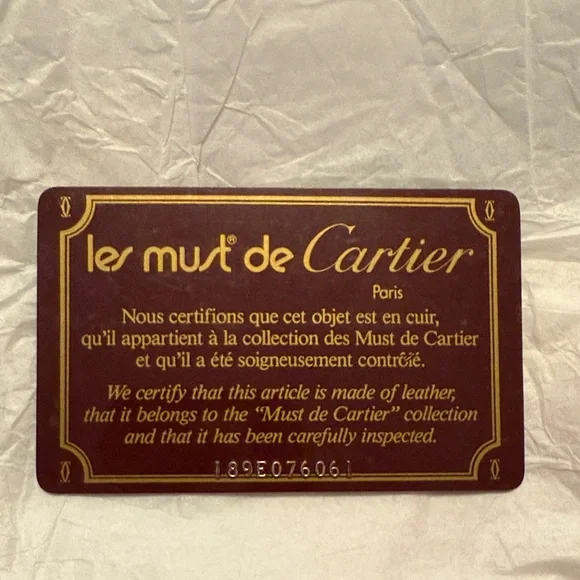 les must® de Cartier
Paris
Nous certifions que cet objet est en cuir,
qu'il appartient à la collection des Must de Cartier
et qu'il a été soigneusement contrôlé.
We certify that this article is made of leather,
that it belongs to the "Must de Cartier" collection
and that it has been carefully inspected.
189E076061